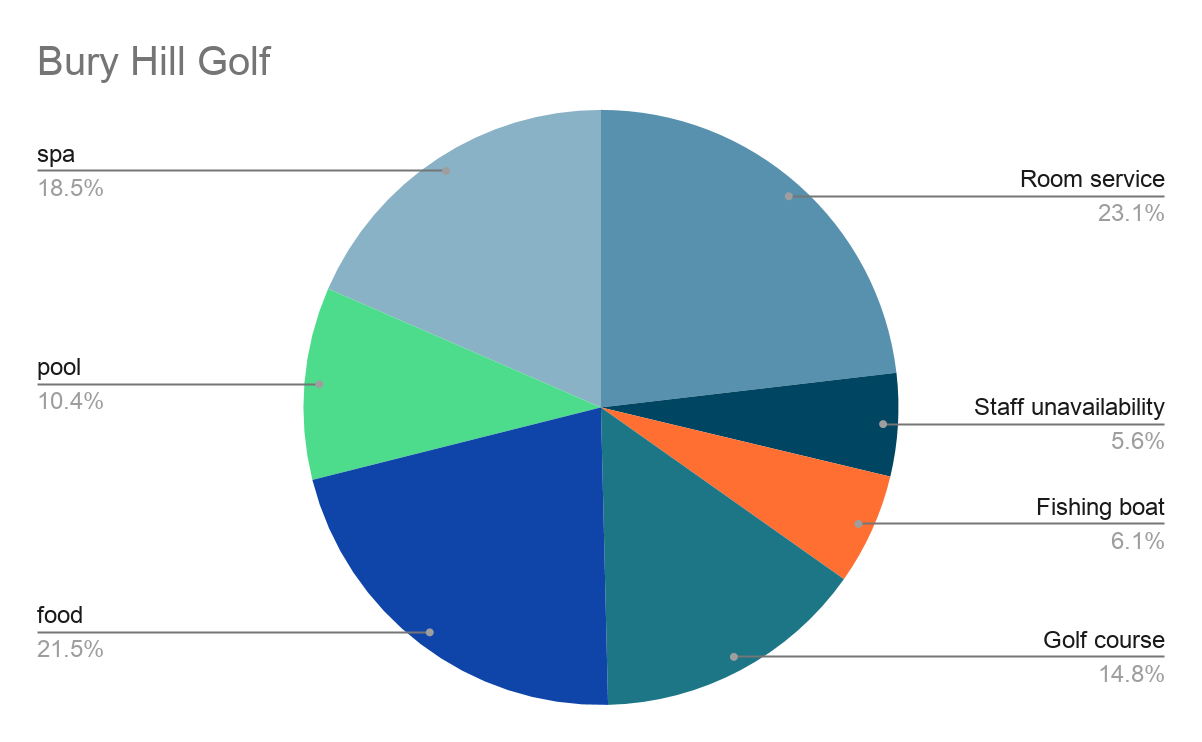 Bury Hill Golf
spa
18.5%
Room service
23.1%
pool
10.4%
Staff unavailability
5.6%
Fishing boat
6.1%
food
21.5%
Golf course
14.8%